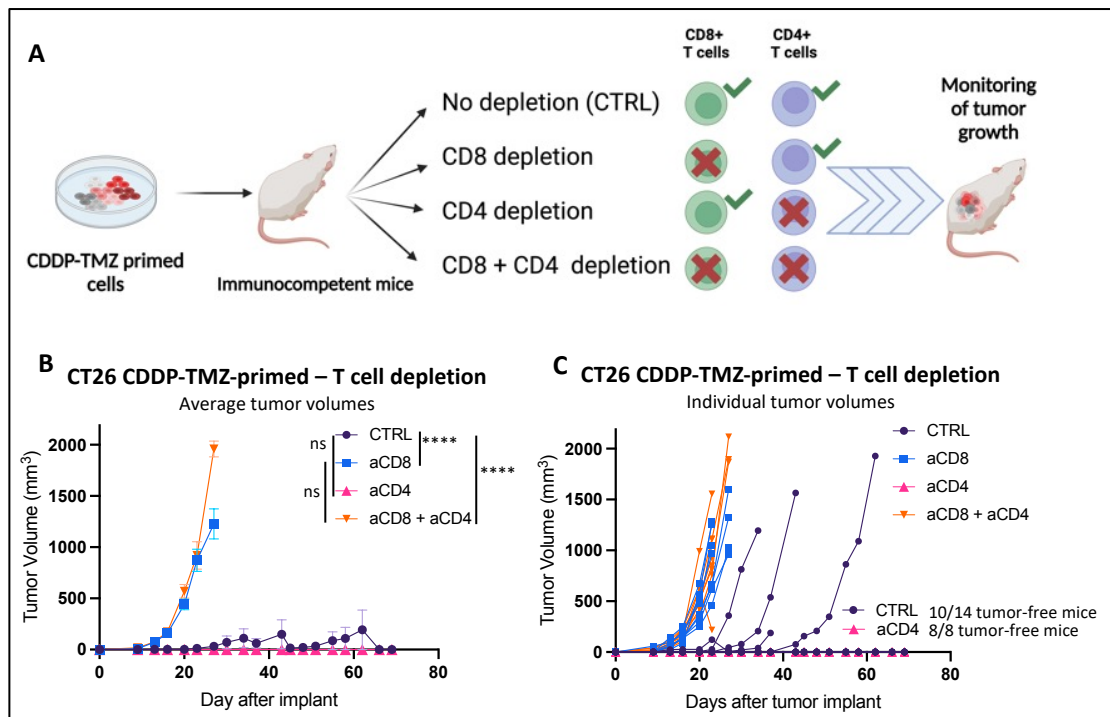 A
CD8+
T cells
CD4+
T cells
No depletion (CTRL)
CD8 depletion
CD4 depletion
CD8 + CD4 depletion
CDDP-TMZ primed
cells
Immunocompetent mice
Monitoring
of tumor
growth
B
CT26 CDDP-TMZ-primed – T cell depletion
Average tumor volumes
Tumor Volume (mm3)
2000
1500
1000
500
0
0 20 40 60 80
Day after implant
ns
ns
CTRL
aCD8
aCD4
aCD8 + aCD4
****
****
C
CT26 CDDP-TMZ-primed – T cell depletion
Individual tumor volumes
Tumor Volume (mm3)
2000
1500
1000
500
0
0 20 40 60 80
Days after tumor implant
CTRL
aCD8
aCD4
aCD8 + aCD4
CTRL 10/14 tumor-free mice
aCD4 8/8 tumor-free mice